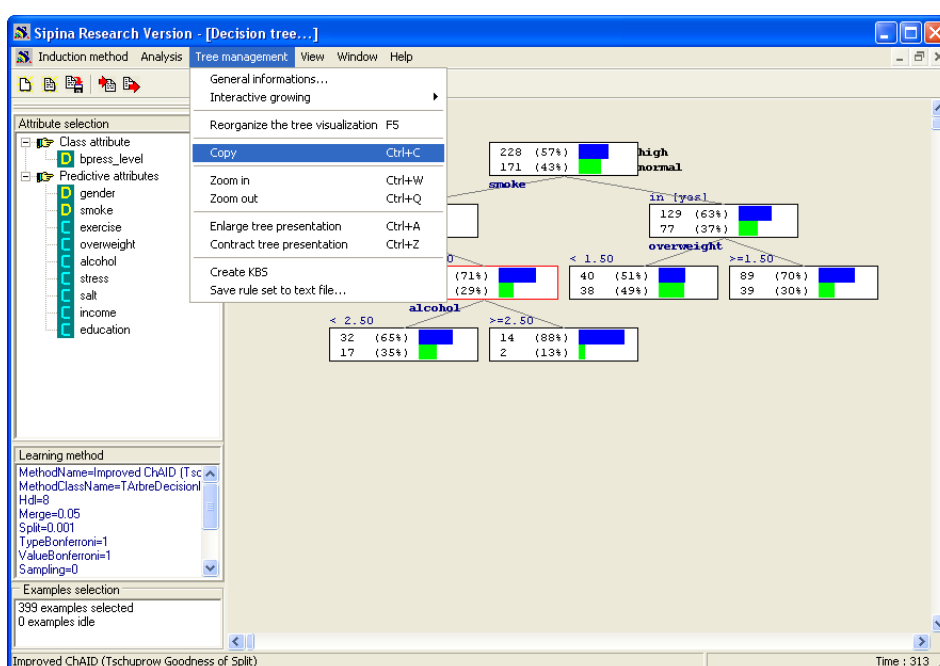 Sipina Research Version - [Decision tree...]
Induction method Analysis Tree management View Window Help
General informations...
Interactive growing
Reorganize the tree visualization F5
Copy Ctrl+C
Zoom in Ctrl+W
Zoom out Ctrl+Q
Enlarge tree presentation Ctrl+A
Contract tree presentation Ctrl+Z
Create KBS
Save rule set to text file...
Attribute selection
Class attribute
D bpress_level
Predictive attributes
D gender
D smoke
C exercise
C overweight
C alcohol
C stress
C salt
C income
C education
Learning method
MethodName=Improved ChAID (Tsc
MethodClassName=TArbreDecisionI
Hdl=8
Merge=0.05
Split=0.001
TypeBonferroni=1
ValueBonferroni=1
Sampling=0
Examples selection
399 examples selected
0 examples idle
228 (57%) high
171 (43%) normal
smoke
in [yes]
129 (63%)
77 (37%)
overweight
< 1.50 >=1.50
(71%) 40 (51%) 89 (70%)
(29%) 38 (49%) 39 (30%)
alcohol
< 2.50 >=2.50
32 (65%) 14 (88%)
17 (35%) 2 (13%)
Improved ChAID (Tschuprow Goodness of Split) Time : 313